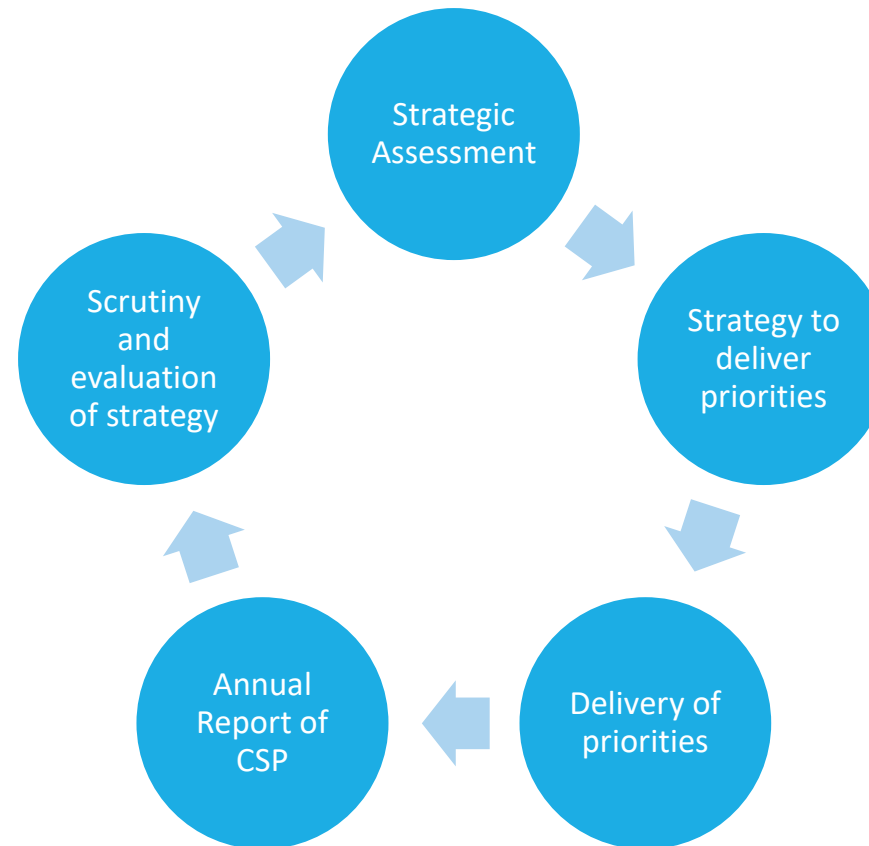 Strategic
Assessment
Strategy to
deliver
priorities
Delivery of
priorities
Annual
Report of
CSP
Scrutiny
and
evaluation
of strategy